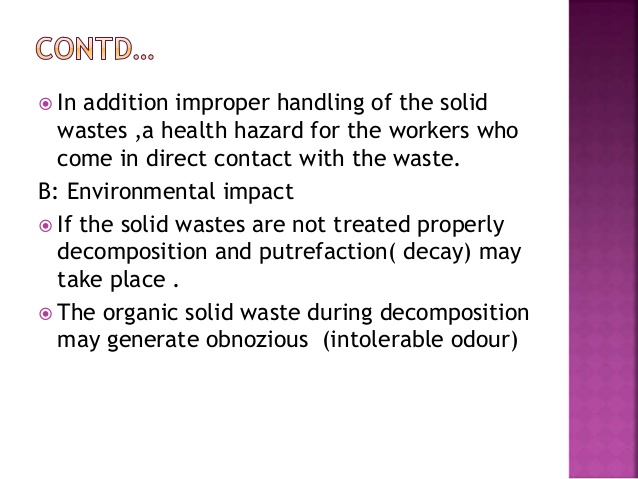 CONTD…
In addition improper handling of the solid
wastes ,a health hazard for the workers who
come in direct contact with the waste.
B: Environmental impact
If the solid wastes are not treated properly
decomposition and putrefaction( decay) may
take place .
The organic solid waste during decomposition
may generate obnozious (intolerable odour)